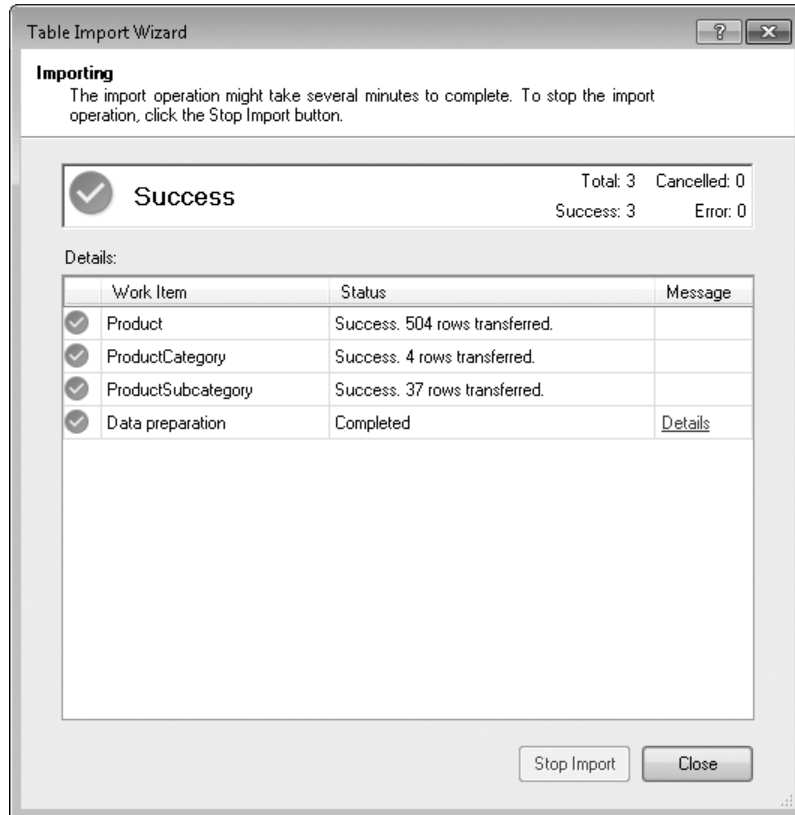 Table Import Wizard
Importing
The import operation might take several minutes to complete. To stop the import
operation, click the Stop Import button.
Success
Total: 3 Cancelled: 0
Success: 3 Error: 0
Details:
Work Item Status Message
Product Success. 504 rows transferred.
ProductCategory Success. 4 rows transferred.
ProductSubcategory Success. 37 rows transferred.
Data preparation Completed Details
Stop Import Close